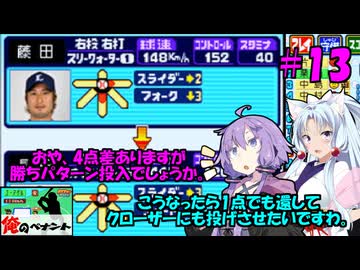 藤田
右投右打
スリークォーター1
球速
148km/h
コントロール
152
スタミナ
40
スライダー→2
フォーク↓3
#13
おや、4点差ありますが
勝ちパターン投入でしょうか。
こうなったら1点でも還して
クローザーにも投げさせたいですわ。
俺のペナント